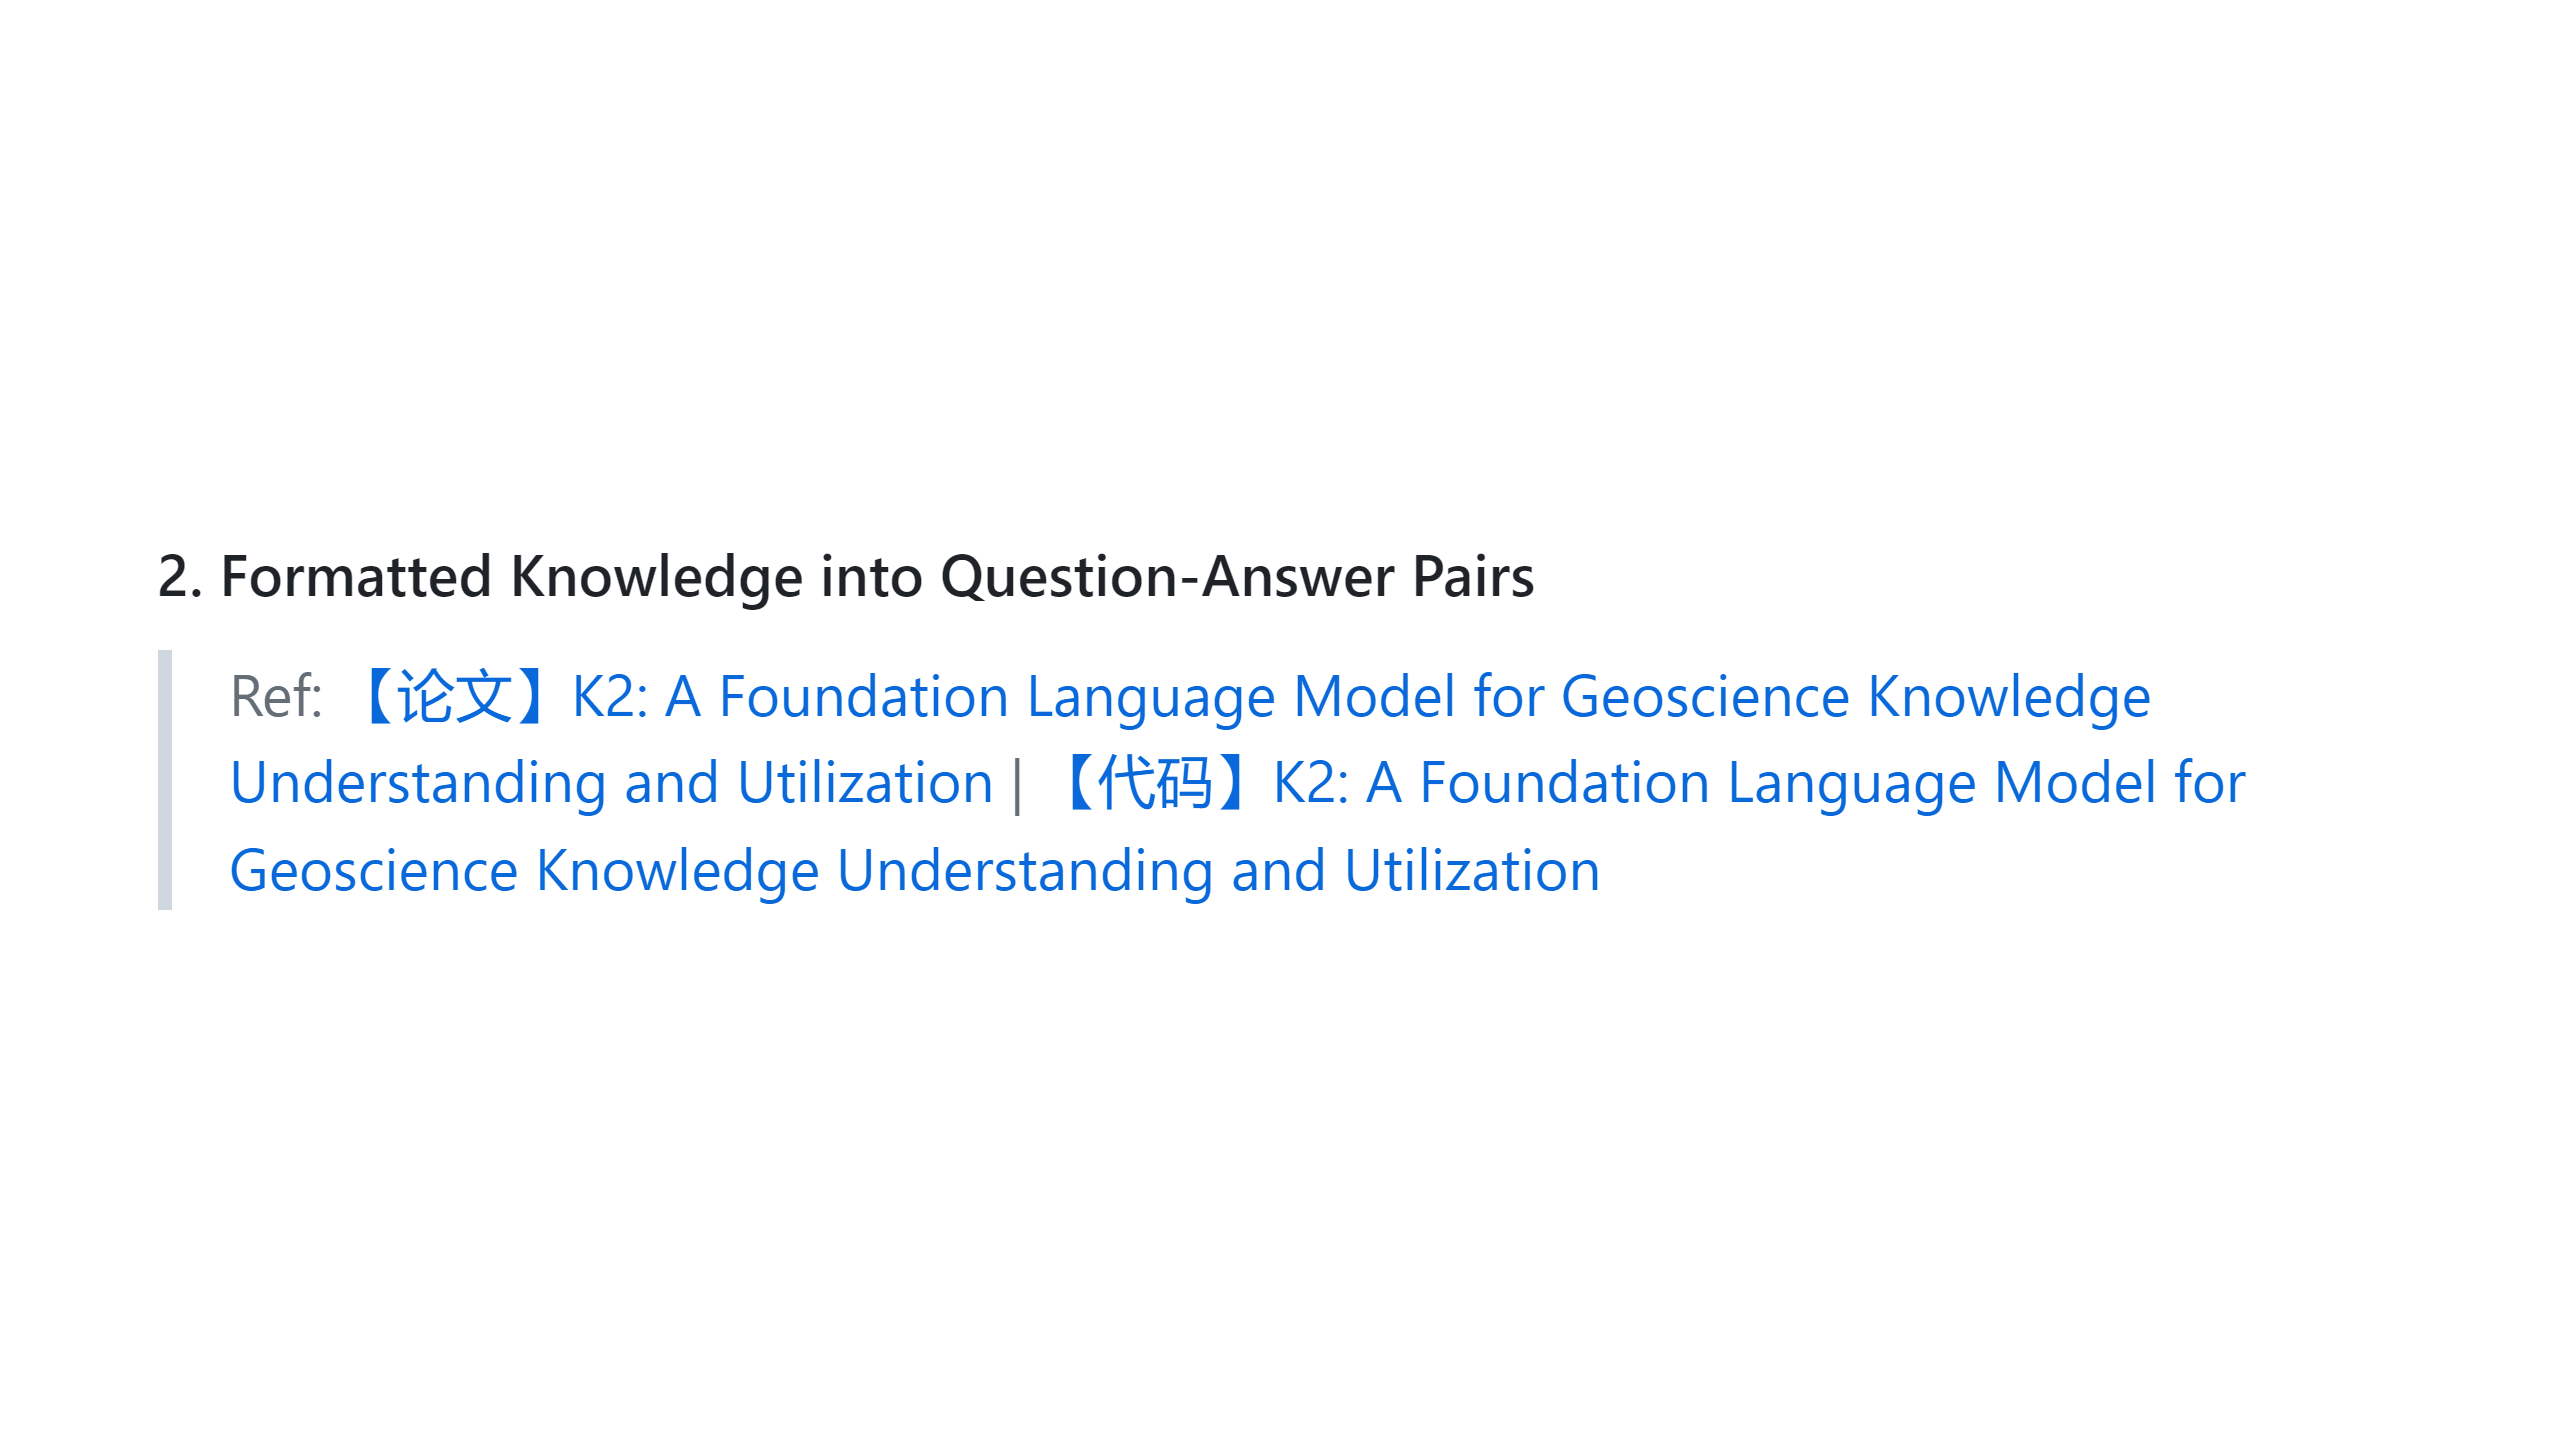 2. Formatted Knowledge into Question-Answer Pairs
Ref: 【论文】K2: A Foundation Language Model for Geoscience Knowledge
Understanding and Utilization | 【代码】K2: A Foundation Language Model for
Geoscience Knowledge Understanding and Utilization